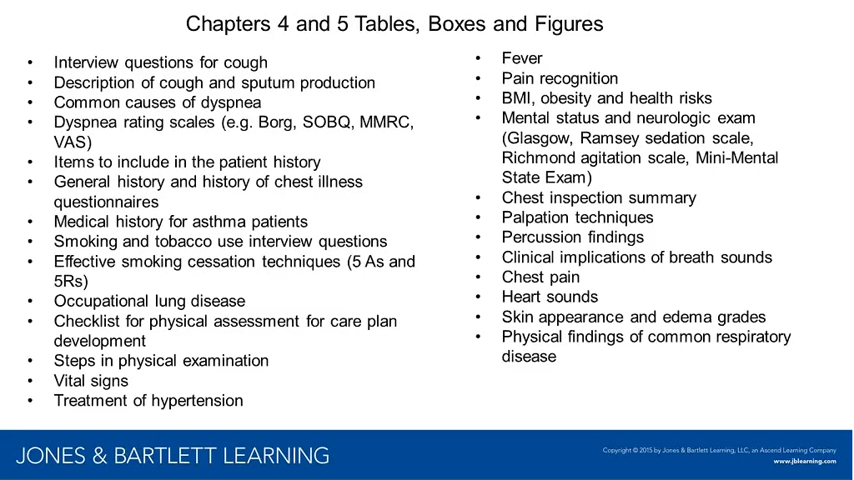 Chapters 4 and 5 Tables, Boxes and Figures
• Interview questions for cough
• Description of cough and sputum production
• Common causes of dyspnea
• Dyspnea rating scales (e.g. Borg, SOBQ, MMRC,
VAS)
• Items to include in the patient history
• General history and history of chest illness
questionnaires
• Medical history for asthma patients
• Smoking and tobacco use interview questions
• Effective smoking cessation techniques (5 As and
5Rs)
• Occupational lung disease
• Checklist for physical assessment for care plan
development
• Steps in physical examination
• Vital signs
• Treatment of hypertension
• Fever
• Pain recognition
• BMI, obesity and health risks
• Mental status and neurologic exam
(Glasgow, Ramsey sedation scale,
Richmond agitation scale, Mini-Mental
State Exam)
• Chest inspection summary
• Palpation techniques
• Percussion findings
• Clinical implications of breath sounds
• Chest pain
• Heart sounds
• Skin appearance and edema grades
• Physical findings of common respiratory
disease
JONES & BARTLETT LEARNING
Copyright © 2015 by Jones & Bartlett Learning, LLC, an Ascend Learning Company
www.jblearning.com